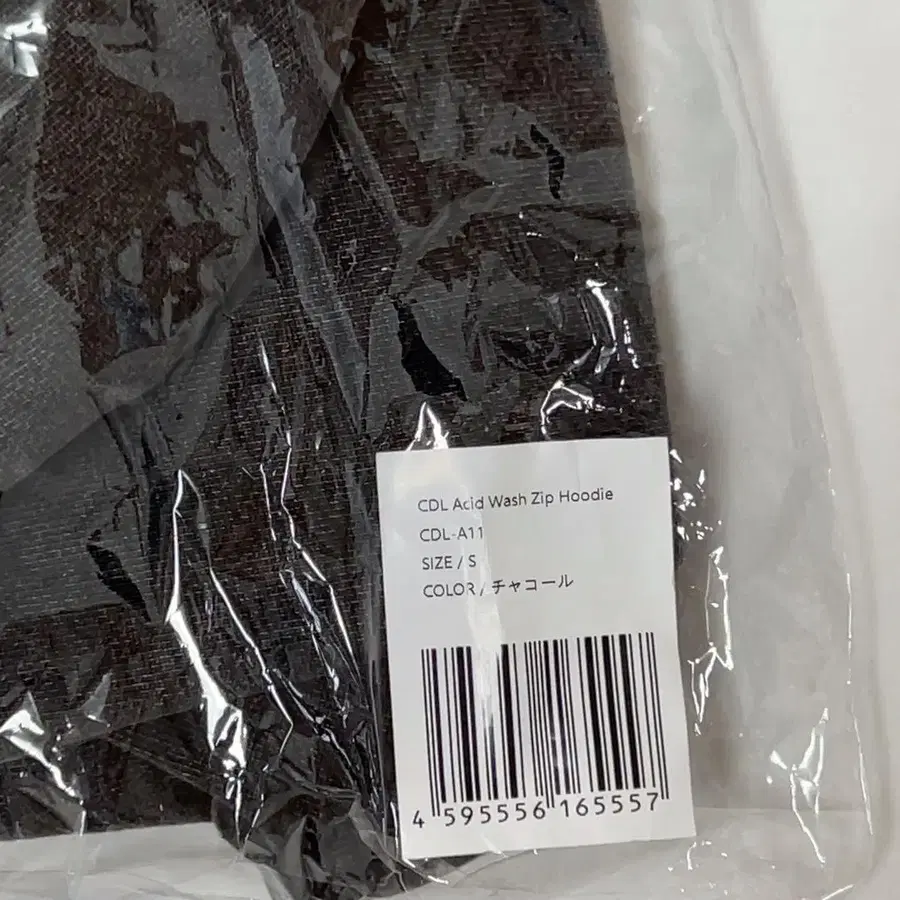 CDL Acid Wash Zip Hoodie
CDL-A11
SIZE / S
COLOR / チャコール
4 595556 165557